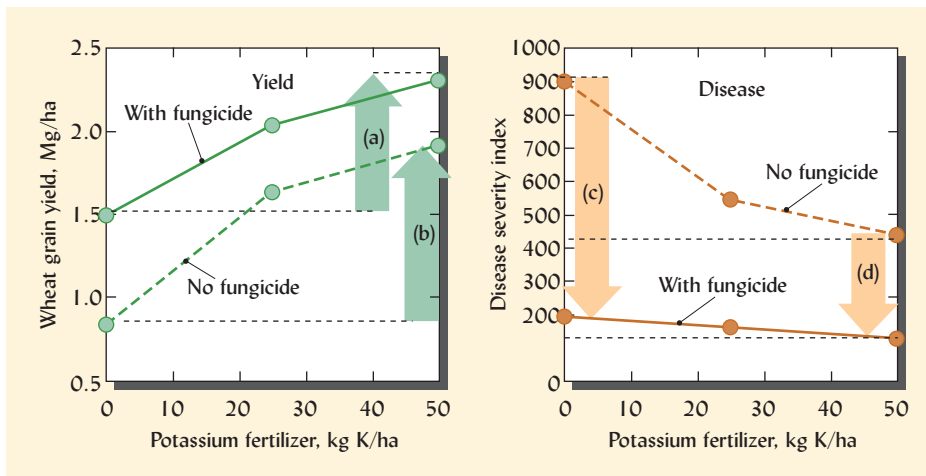 2.5
2.0
1.5
1.0
0.5
Wheat grain yield, Mg/ha
Yield
With fungicide
(a)
(b)
No fungicide
0 10 20 30 40 50
Potassium fertilizer, kg K/ha
1000
900
800
700
600
500
400
300
200
100
0
Disease severity index
Disease
No fungicide
(c)
(d)
With fungicide
0 10 20 30 40 50
Potassium fertilizer, kg K/ha